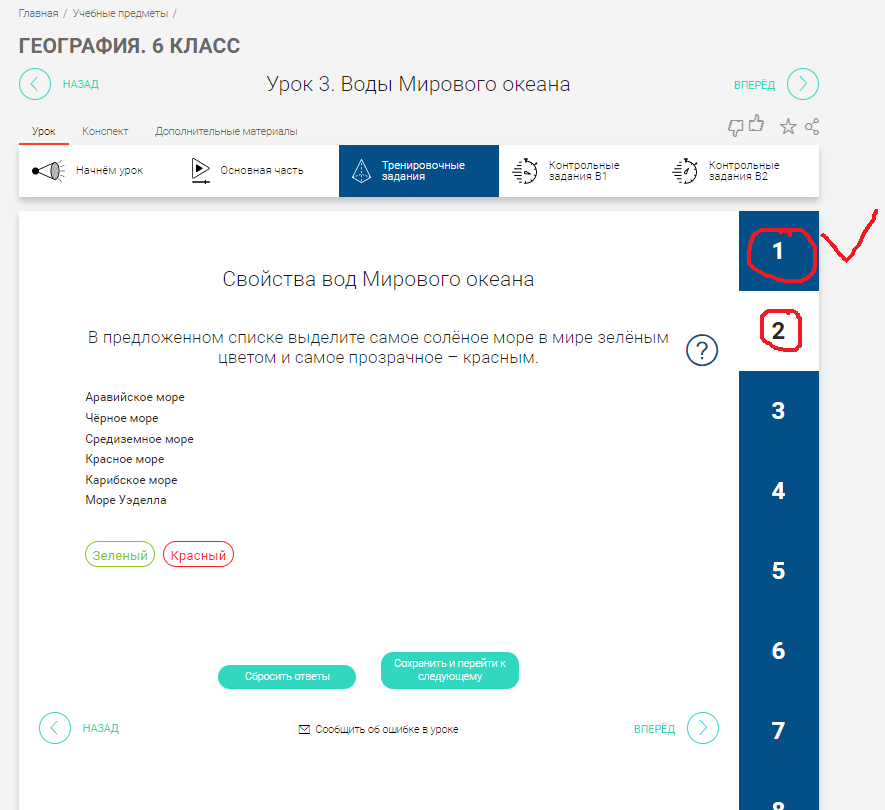 Главная / Учебные предметы /
ГЕОГРАФИЯ. 6 КЛАСС
НАЗАД
Урок 3. Воды Мирового океана
ВПЕРЁД
Урок
Конспект
Дополнительные материалы
Начнём урок
Основная часть
Тренировочные
задания
Контрольные
задания В1
Контрольные
задания В2
1
Свойства вод Мирового океана
2
В предложенном списке выделите самое солёное море в мире зелёным
цветом и самое прозрачное – красным.
?
Аравийское море
Чёрное море
Средиземное море
Красное море
Карибское море
Море Уэделла
Зеленый
Красный
3
4
5
6
7
8
Сбросить ответы
Сохранить и перейти к
следующему
НАЗАД
Сообщить об ошибке в уроке
ВПЕРЁД